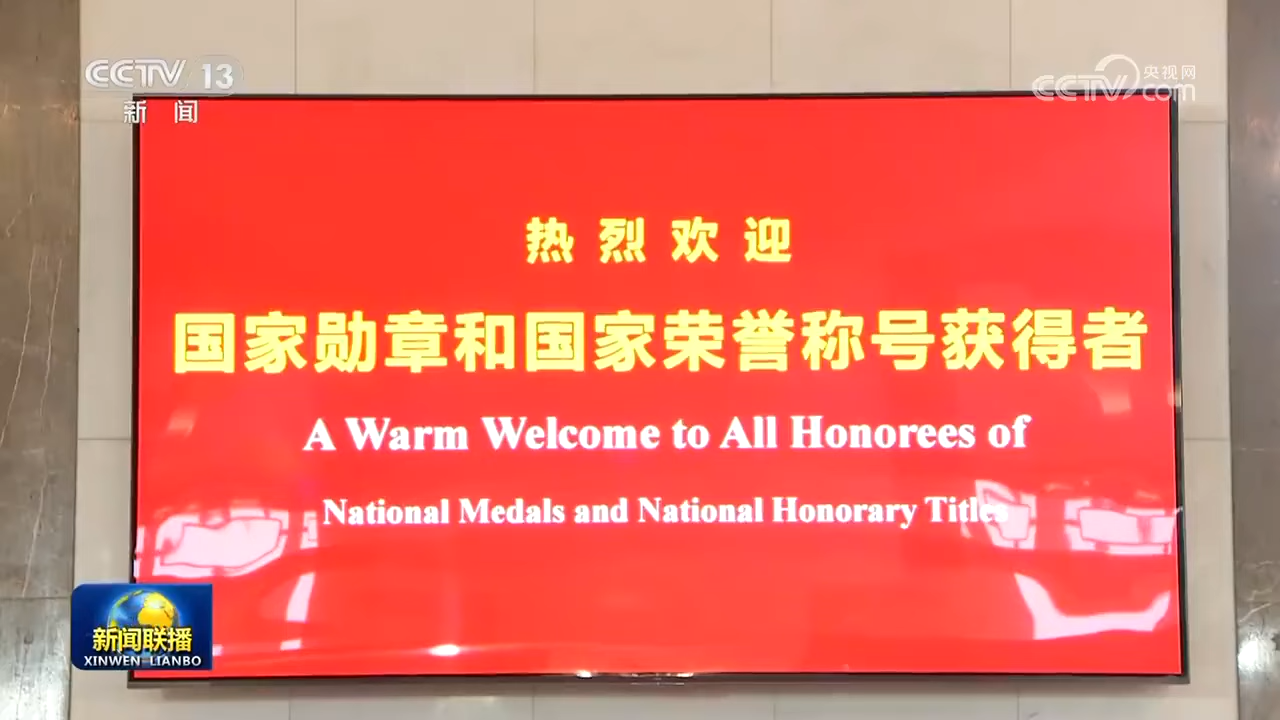 CCTV 13
新闻
央视网
CCTV.com
热烈欢迎
国家勋章和国家荣誉称号获得者
A Warm Welcome to All Honorees of
National Medals and National Honorary Titles
新闻联播
XINWEN LIANBO